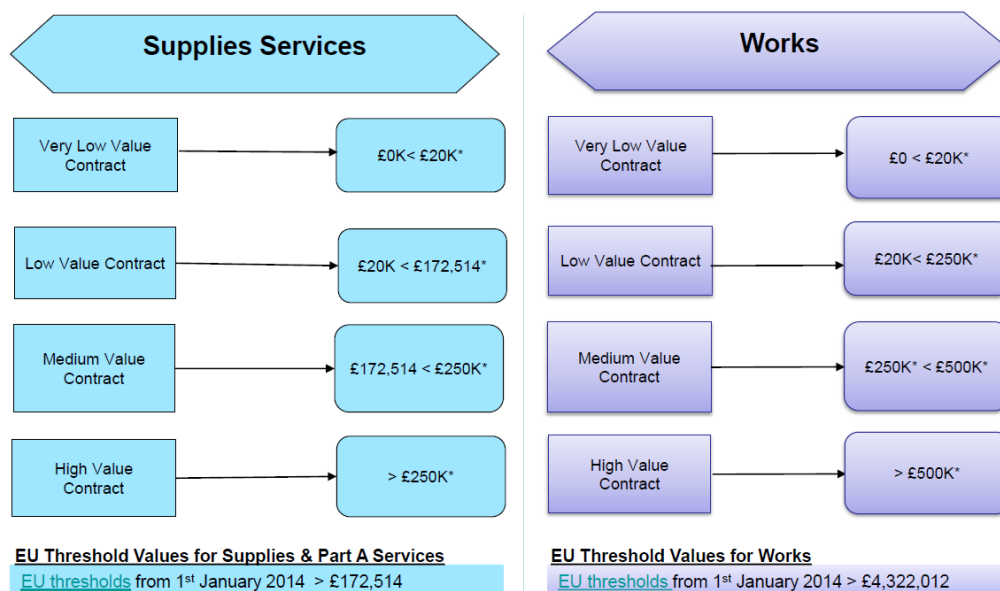 Supplies Services
Very Low Value
Contract
£0K< £20K*
Low Value Contract
£20K < £172,514*
Medium Value
Contract
£172,514 < £250K*
High Value
Contract
> £250K*
EU Threshold Values for Supplies & Part A Services
EU thresholds from 1st January 2014 > £172,514
Works
Very Low Value
Contract
£0 < £20K*
Low Value Contract
£20K< £250K*
Medium Value
Contract
£250K* < £500K*
High Value
Contract
> £500K*
EU Threshold Values for Works
EU thresholds from 1st January 2014 > £4,322,012